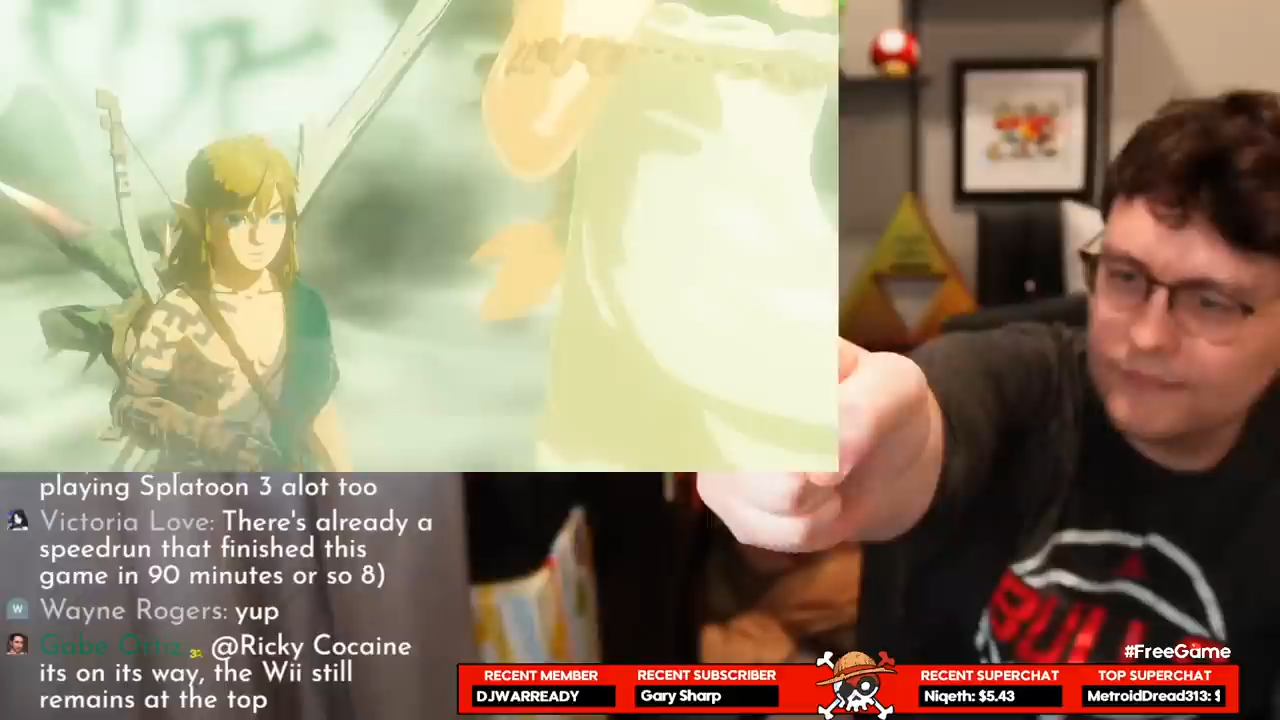 playing Splatoon 3 alot too
Victoria Love: There's already a
speedrun that finished this
game in 90 minutes or so 8)
W Wayne Rogers: yup
Gabe Ortiz @Ricky Cocaine
its on its way, the Wii still
remains at the top
#FreeGame
RECENT MEMBER
DJWARREADY
RECENT SUBSCRIBER
Gary Sharp
RECENT SUPERCHAT
Niqeth: $5.43
TOP SUPERCHAT
MetroidDread313: $